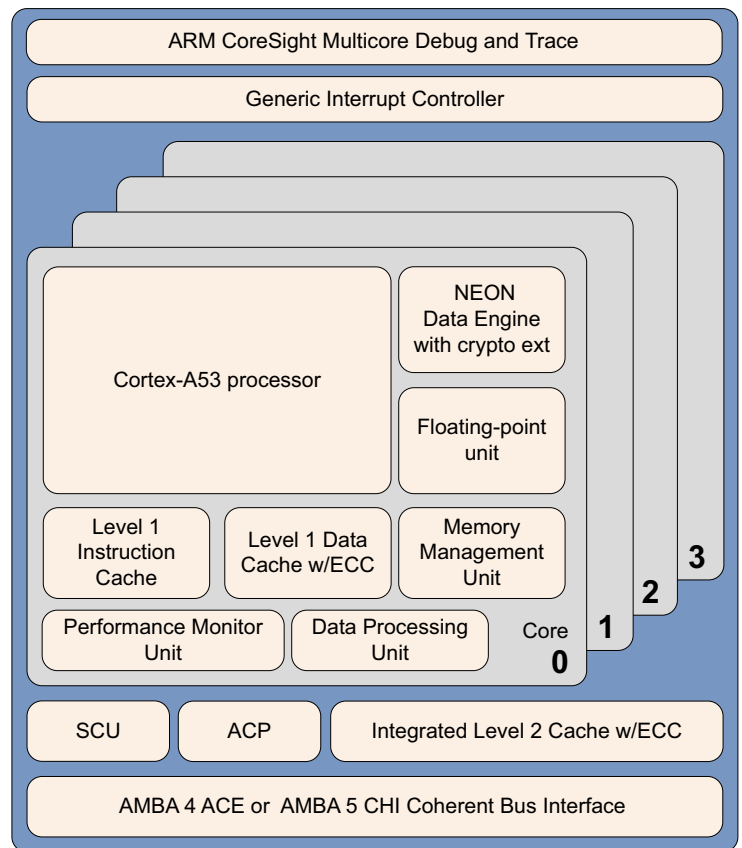 ARM CoreSight Multicore Debug and Trace
Generic Interrupt Controller
Cortex-A53 processor
NEON
Data Engine
with crypto ext
Floating-point
unit
Level 1
Instruction
Cache
Level 1 Data
Cache w/ECC
Memory
Management
Unit
Performance Monitor
Unit
Data Processing
Unit
Core
0
1
2
3
SCU
ACP
Integrated Level 2 Cache w/ECC
AMBA 4 ACE or AMBA 5 CHI Coherent Bus Interface